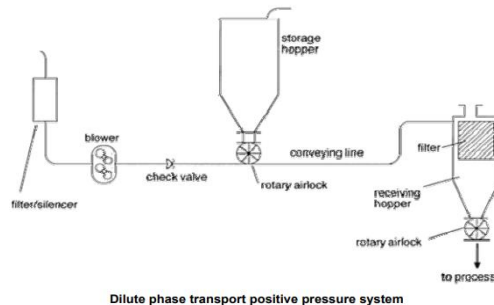 storage
hopper
blower
check valve
filter/silencer
rotary airlock
conveying line
filter
receiving
hopper
rotary airlock
to process
Dilute phase transport positive pressure system